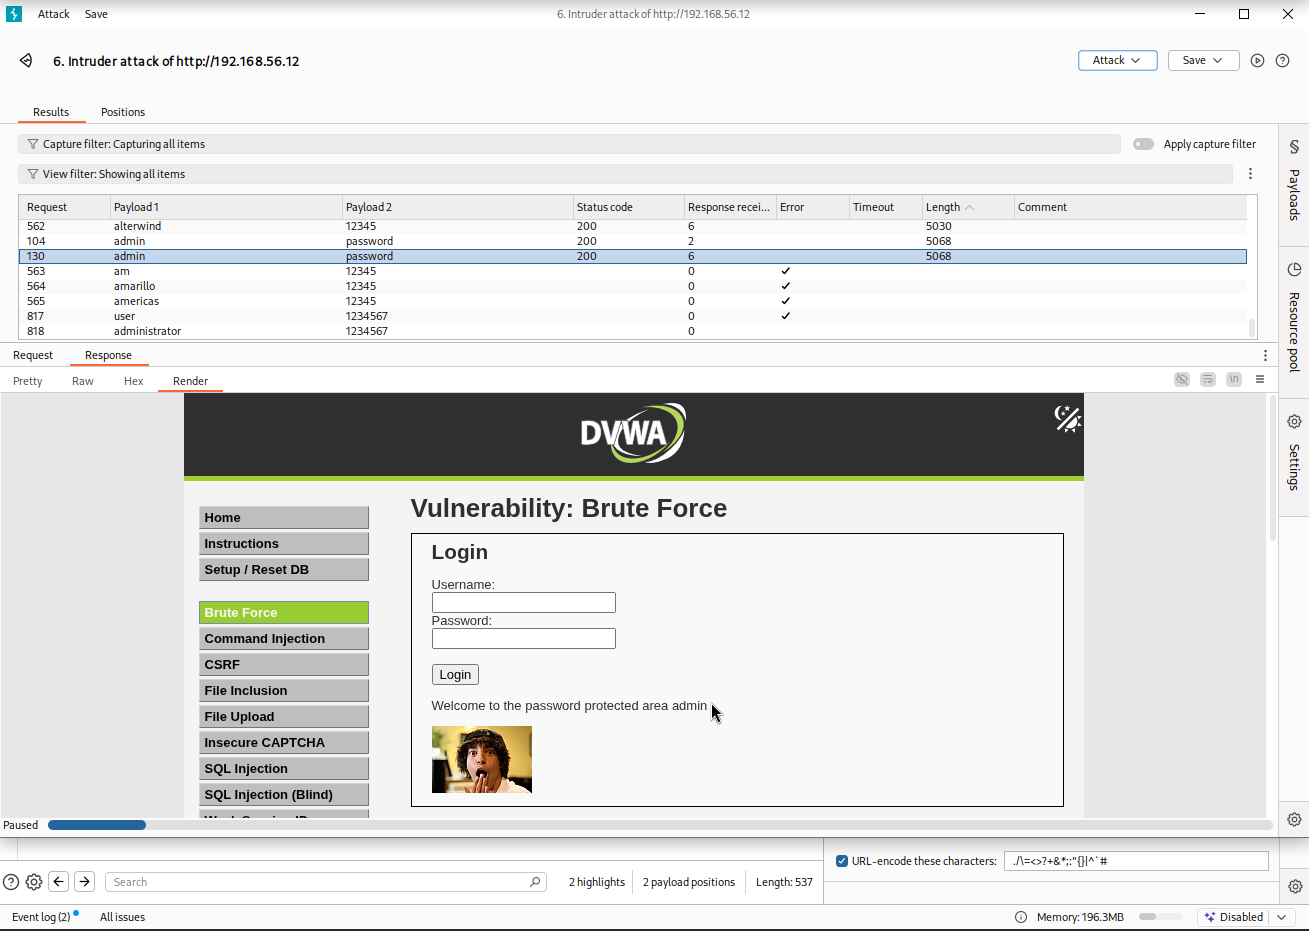 Attack Save 6. Intruder attack of http://192.168.56.12
6. Intruder attack of http://192.168.56.12 Attack Save
Results Positions
Capture filter: Capturing all items Apply capture filter
View filter: Showing all items
Request Payload 1 Payload 2 Status code Response recei... Error Timeout Length Comment
562 alterwind 12345 200 6 5030
104 admin password 200 2 5068
130 admin password 200 6 5068
563 am 12345 0
564 amarillo 12345 0
565 americas 12345 0
817 user 1234567 0
818 administrator 1234567 0
Payloads
Resource pool
Settings
Request Response
Pretty Raw Hex Render
\n
DVWA
Vulnerability: Brute Force
Home
Instructions
Setup / Reset DB
Brute Force
Command Injection
CSRF
File Inclusion
File Upload
Insecure CAPTCHA
SQL Injection
SQL Injection (Blind)
Login
Username:
Password:
Login
Welcome to the password protected area admin
Paused
URL-encode these characters: ./\=<>?+&*;:"{}|^`#
Search 2 highlights 2 payload positions Length: 537
Event log (2) All issues Memory: 196.3MB Disabled